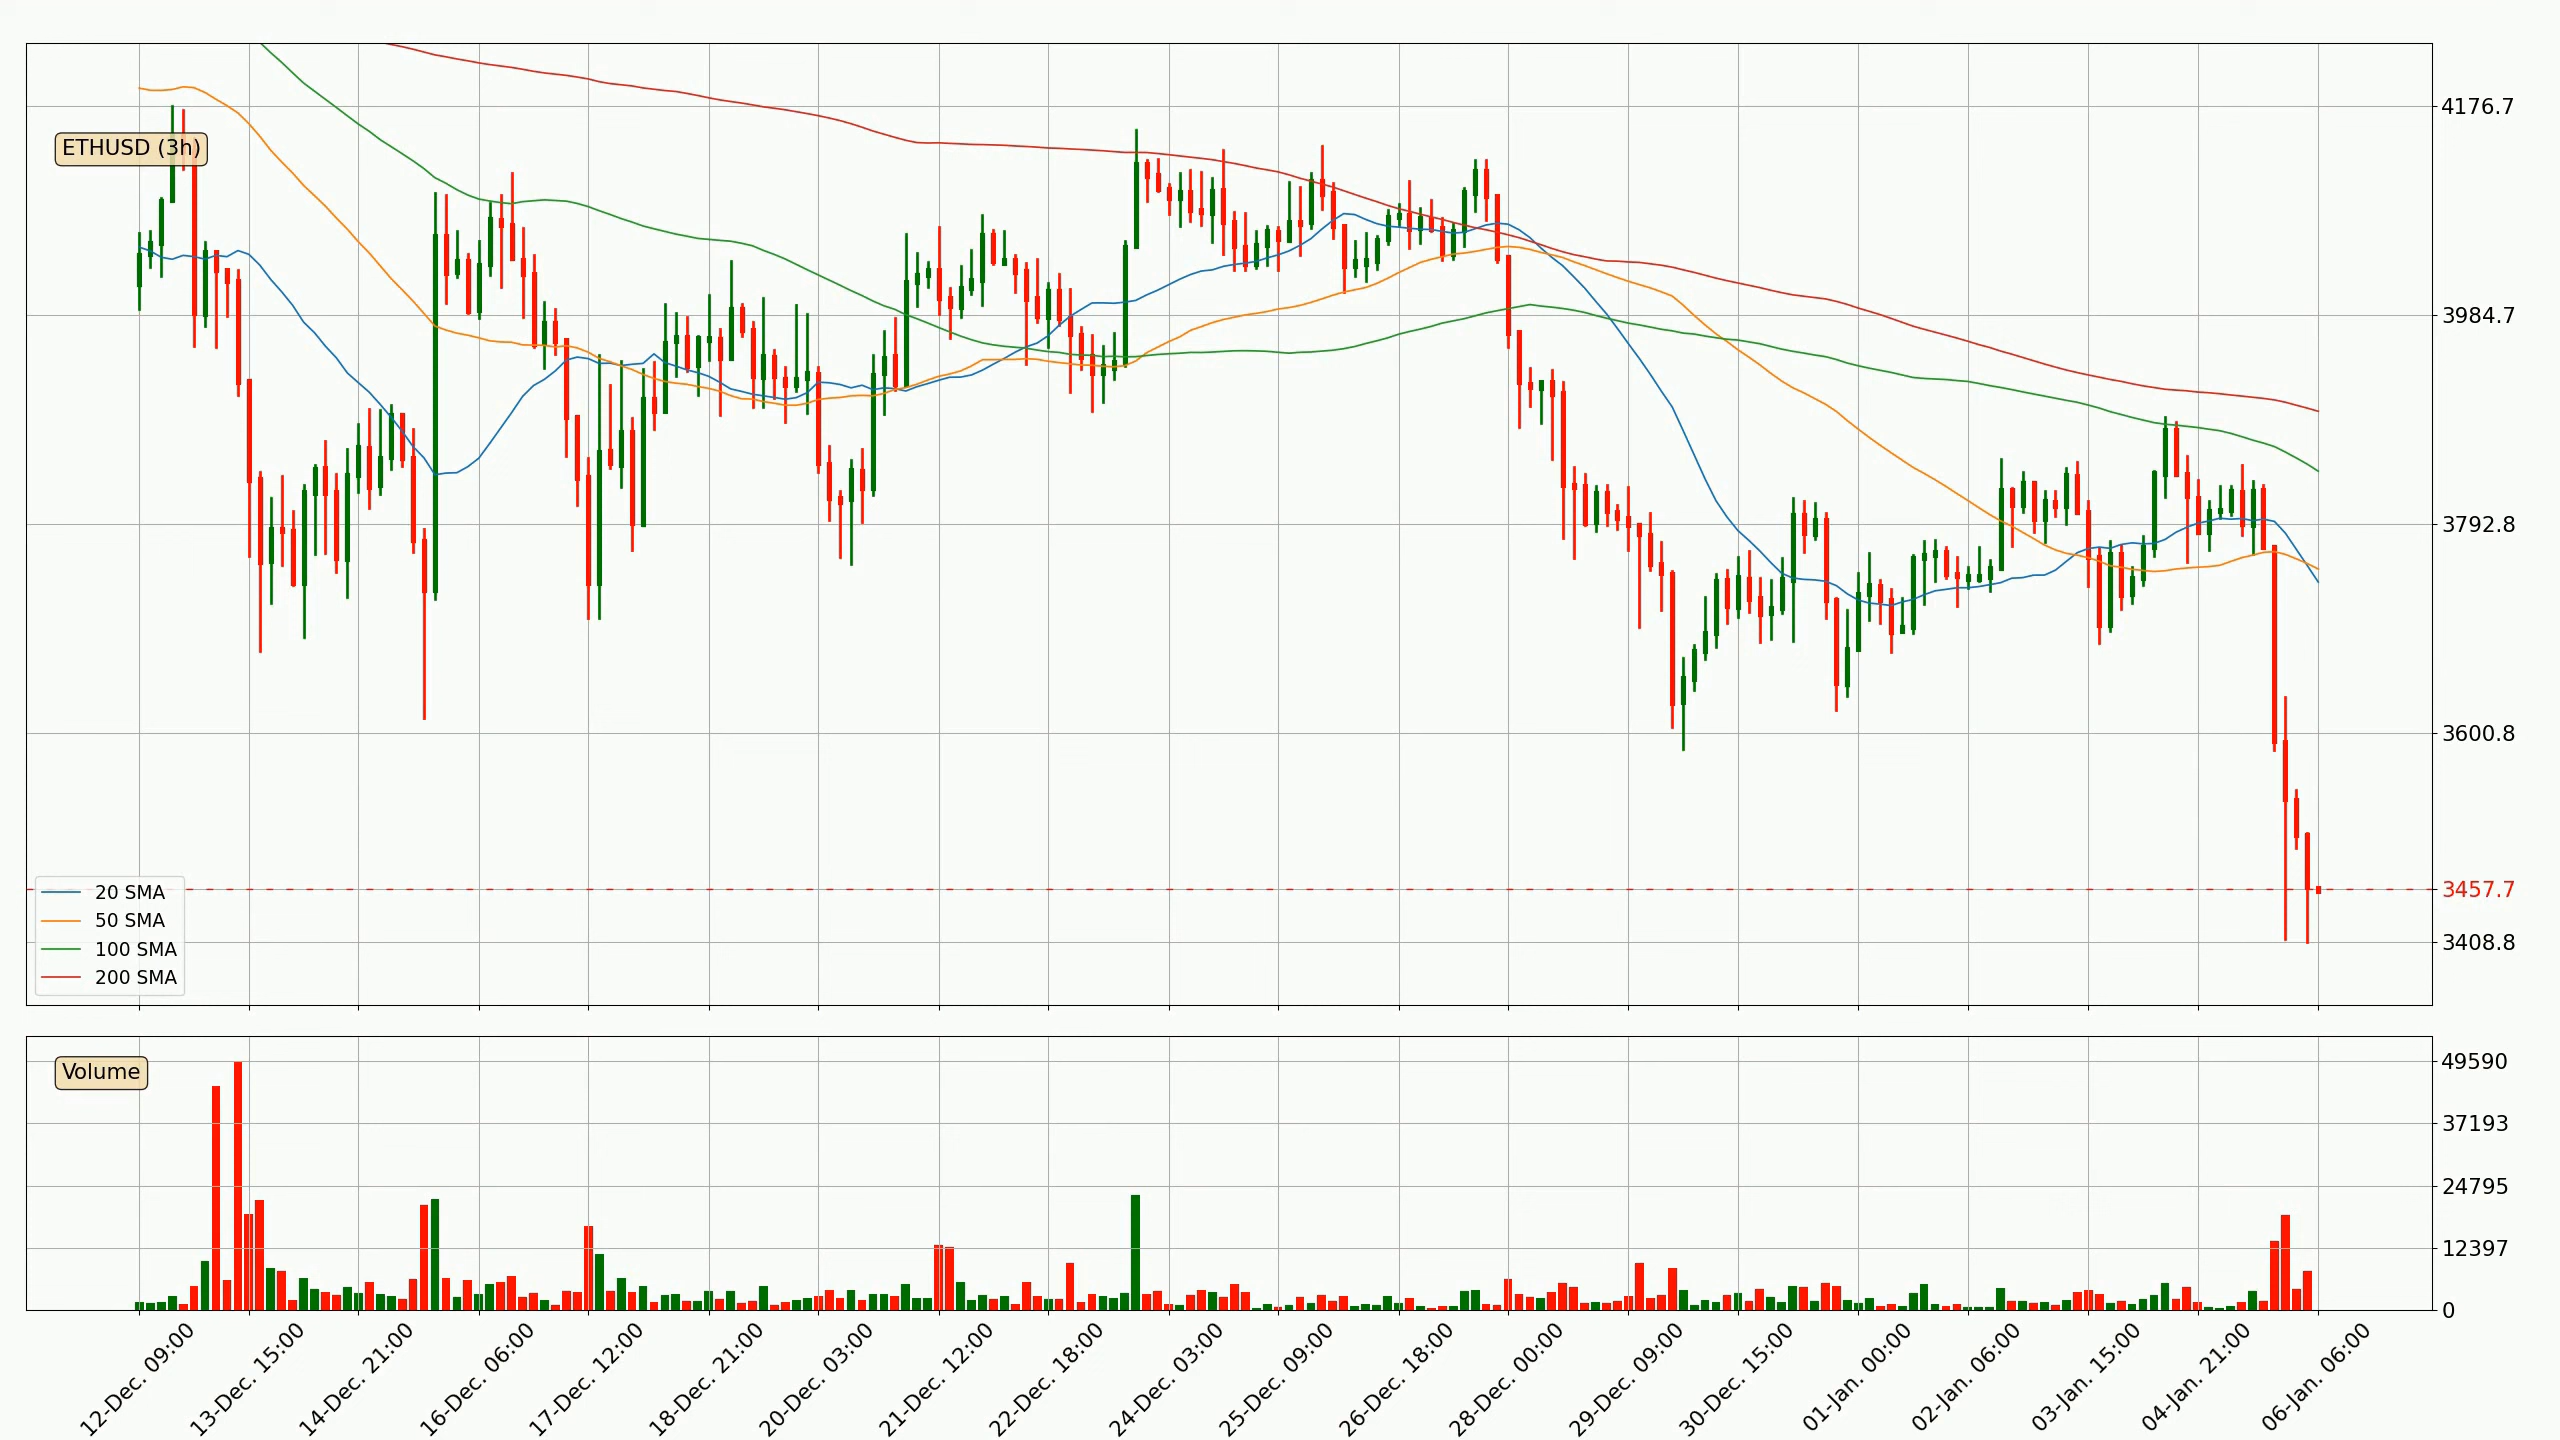 4176.7
ETHUSD (3h)
3984.7
3792.8
3600.8
20 SMA
3457.7
50 SMA
100 SMA
3408.8
200 SMA
Volume
49590
37193
24795
12397
0
12-Dec. 09:00
13-Dec. 15:00
14-Dec. 21:00
16-Dec. 06:00
17-Dec. 12:00
18-Dec. 21:00
20-Dec. 03:00
21-Dec. 12:00
22-Dec. 18:00
24-Dec. 03:00
25-Dec. 09:00
26-Dec. 18:00
28-Dec. 00:00
29-Dec. 09:00
30-Dec. 15:00
01-Jan. 00:00
02-Jan. 06:00
03-Jan. 15:00
04-Jan. 21:00
06-Jan. 06:00